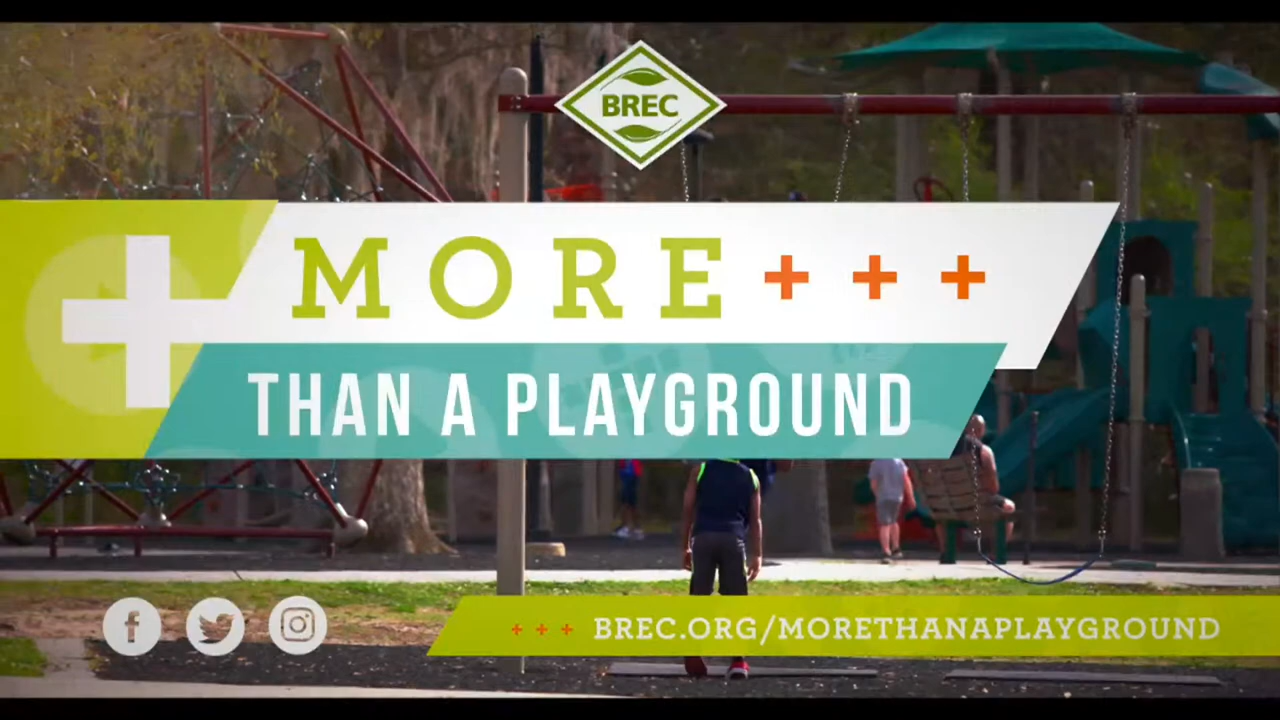 BREC
MORE+++
THAN A PLAYGROUND
+++ BREC.ORG/MORETHANAPLAYGROUND